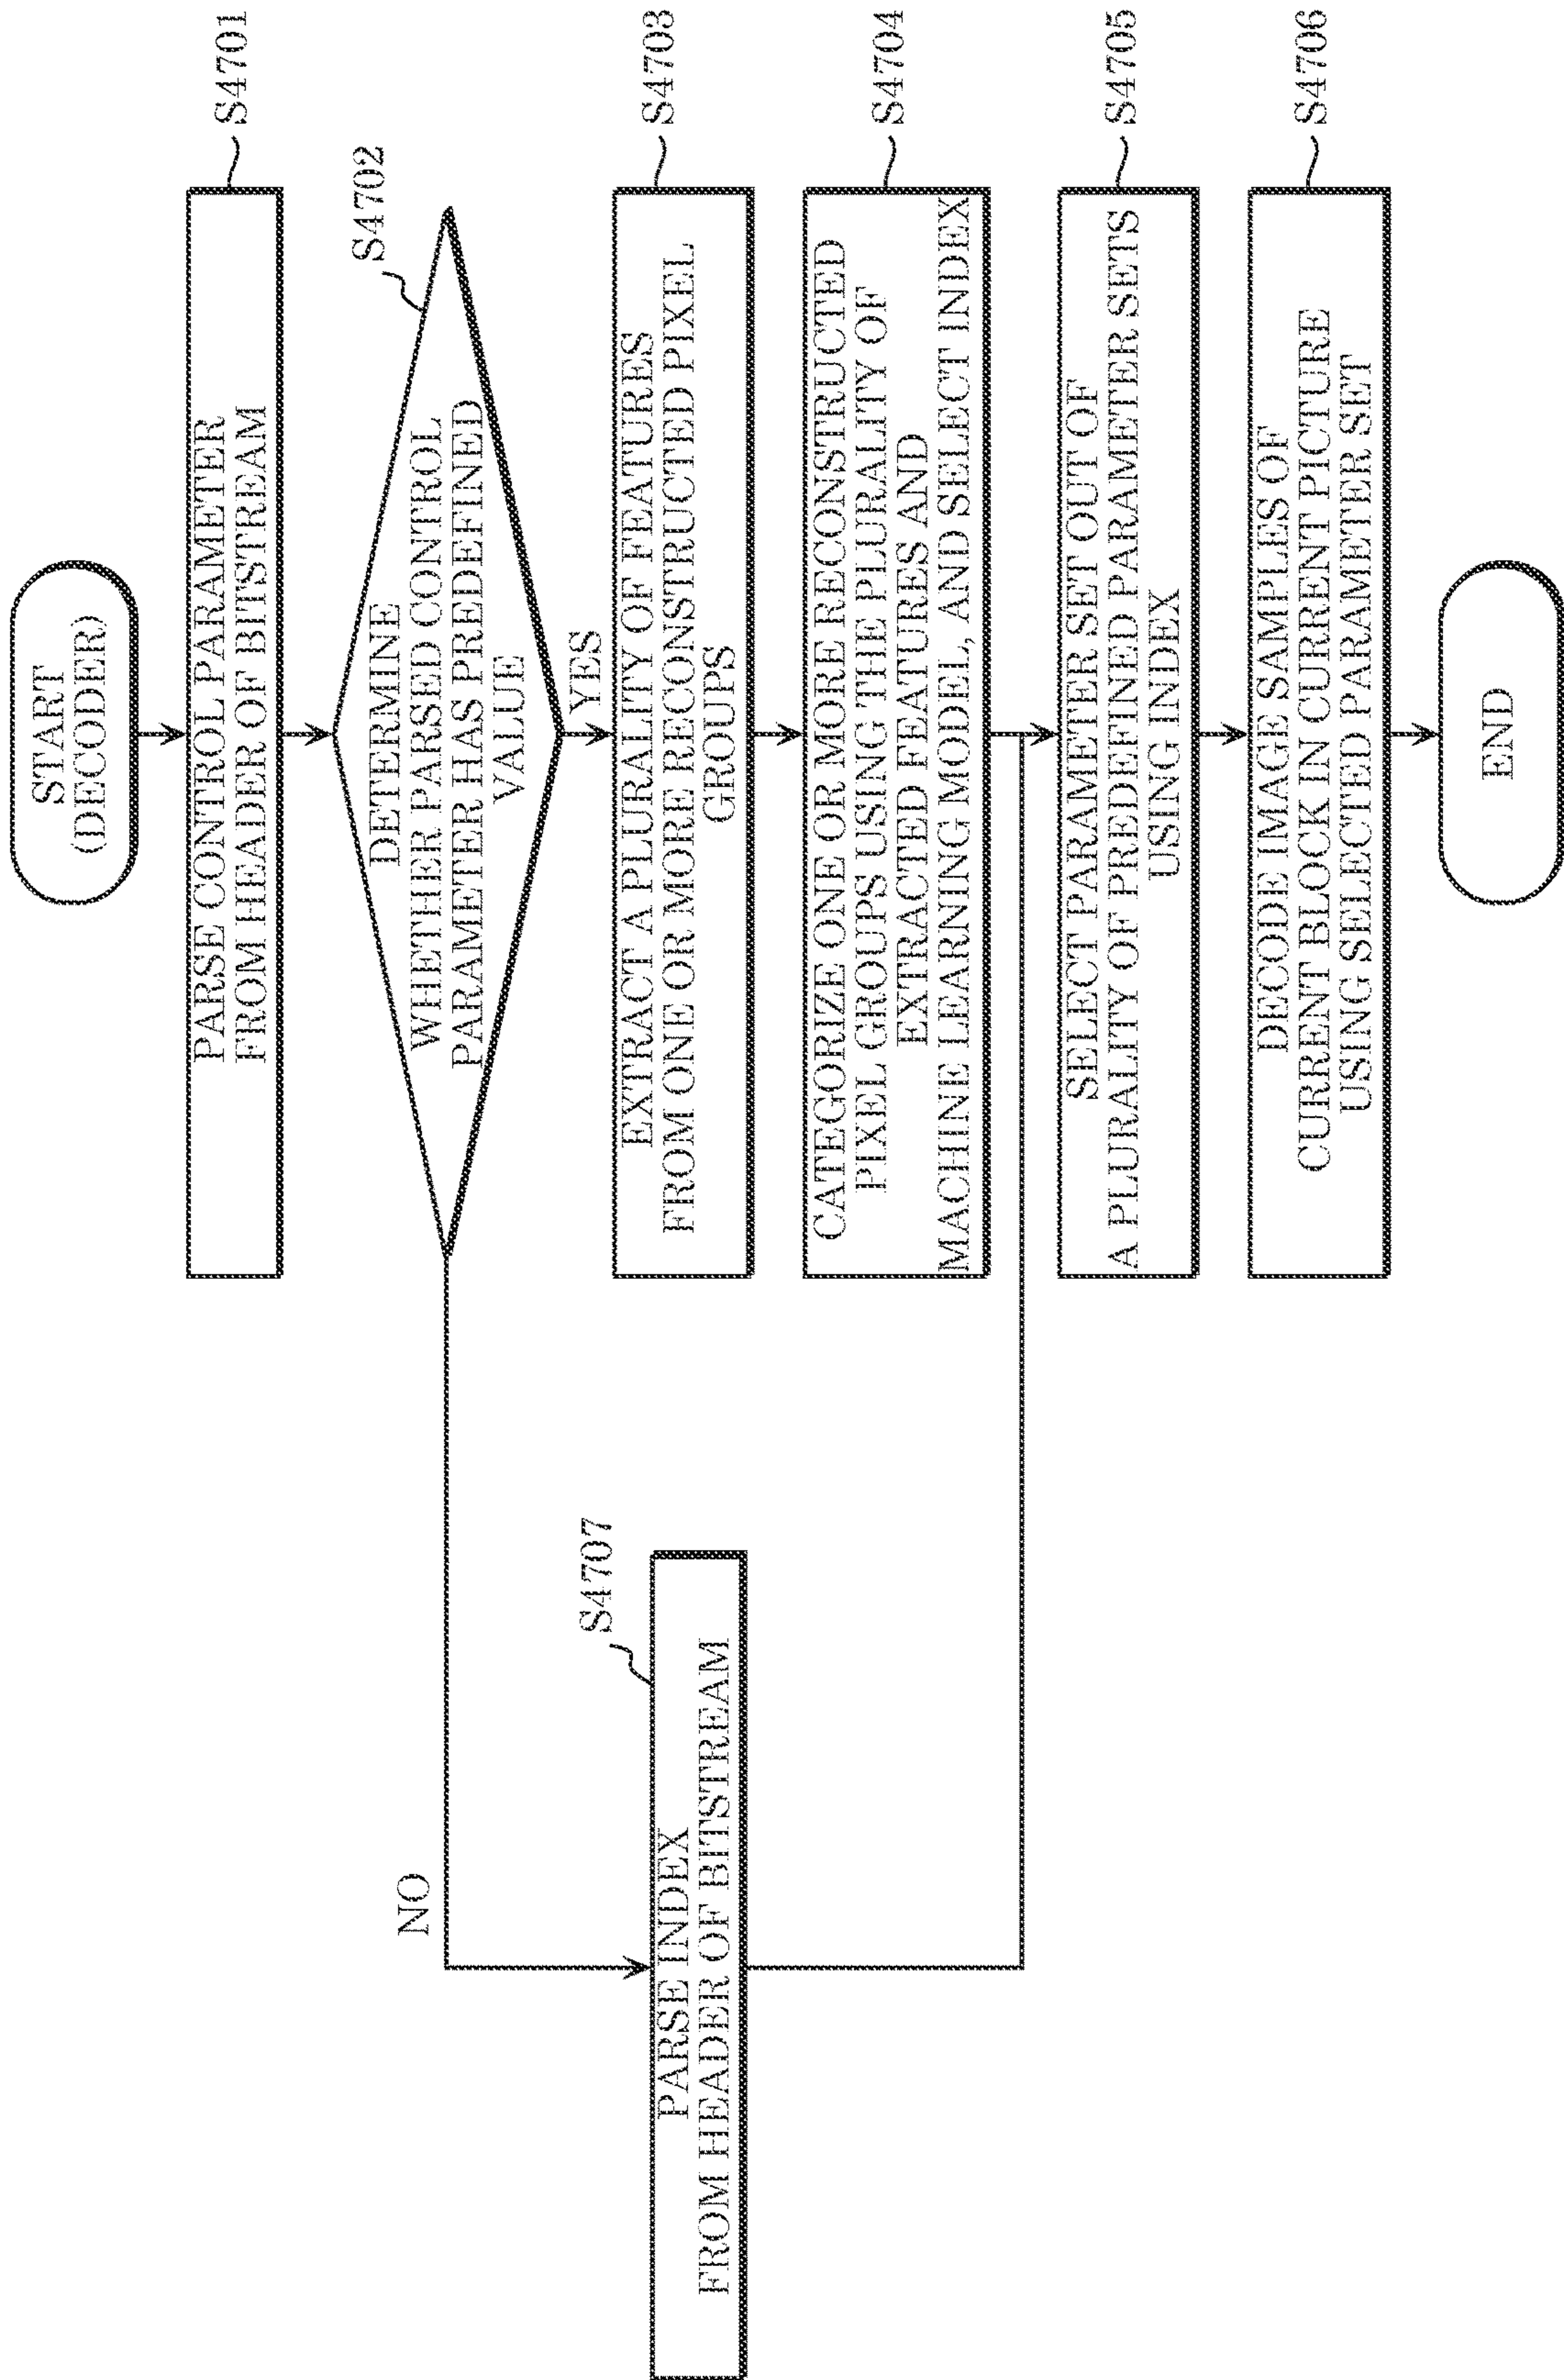 START
(DECODER)
PARSE CONTROL PARAMETER
FROM HEADER OF BITSTREAM
S4701
DETERMINE
WHETHER PARSED CONTROL
PARAMETER HAS PREDEFINED
VALUE
S4702
NO
YES
EXTRACT A PLURALITY OF FEATURES
FROM ONE OR MORE RECONSTRUCTED PIXEL
GROUPS
S4703
CATEGORIZE ONE OR MORE RECONSTRUCTED
PIXEL GROUPS USING THE PLURALITY OF
EXTRACTED FEATURES AND
MACHINE LEARNING MODEL, AND SELECT INDEX
S4704
PARSE INDEX
FROM HEADER OF BITSTREAM
S4707
SELECT PARAMETER SET OUT OF
A PLURALITY OF PREDEFINED PARAMETER SETS
USING INDEX
S4705
DECODE IMAGE SAMPLES OF
CURRENT BLOCK IN CURRENT PICTURE
USING SELECTED PARAMETER SET
S4706
END